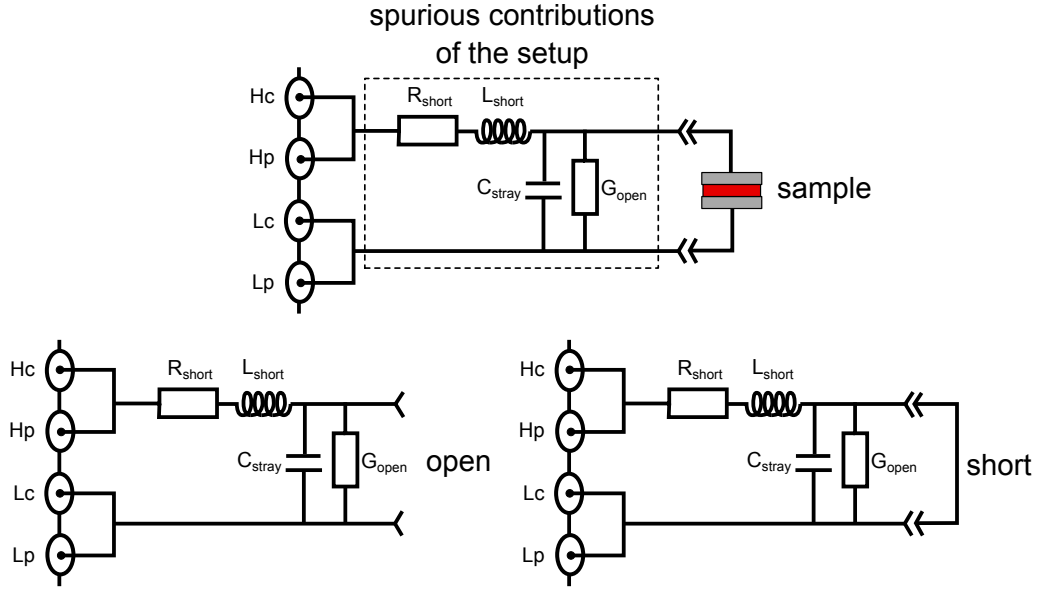 spurious contributions
of the setup
Hc
Hp
Lc
Lp
Rshort
Lshort
Cstray
Gopen
sample
Hc
Hp
Lc
Lp
Rshort
Lshort
Cstray
Gopen
open
Hc
Hp
Lc
Lp
Rshort
Lshort
Cstray
Gopen
short